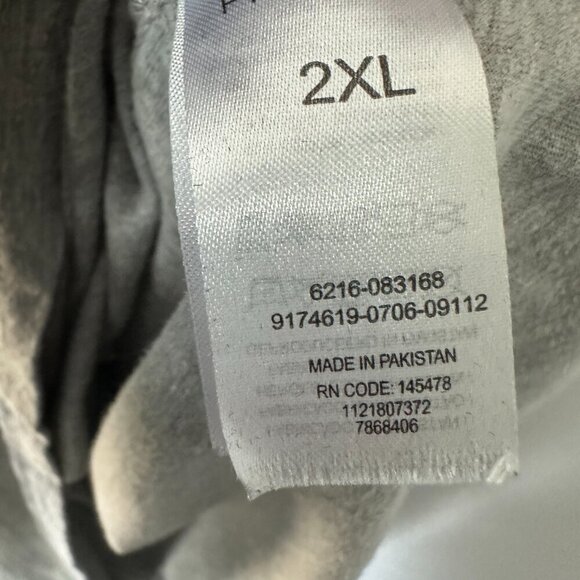 2XL
6216-083168
9174619-0706-09112
MADE IN PAKISTAN
RN CODE: 145478
1121807372
7868406